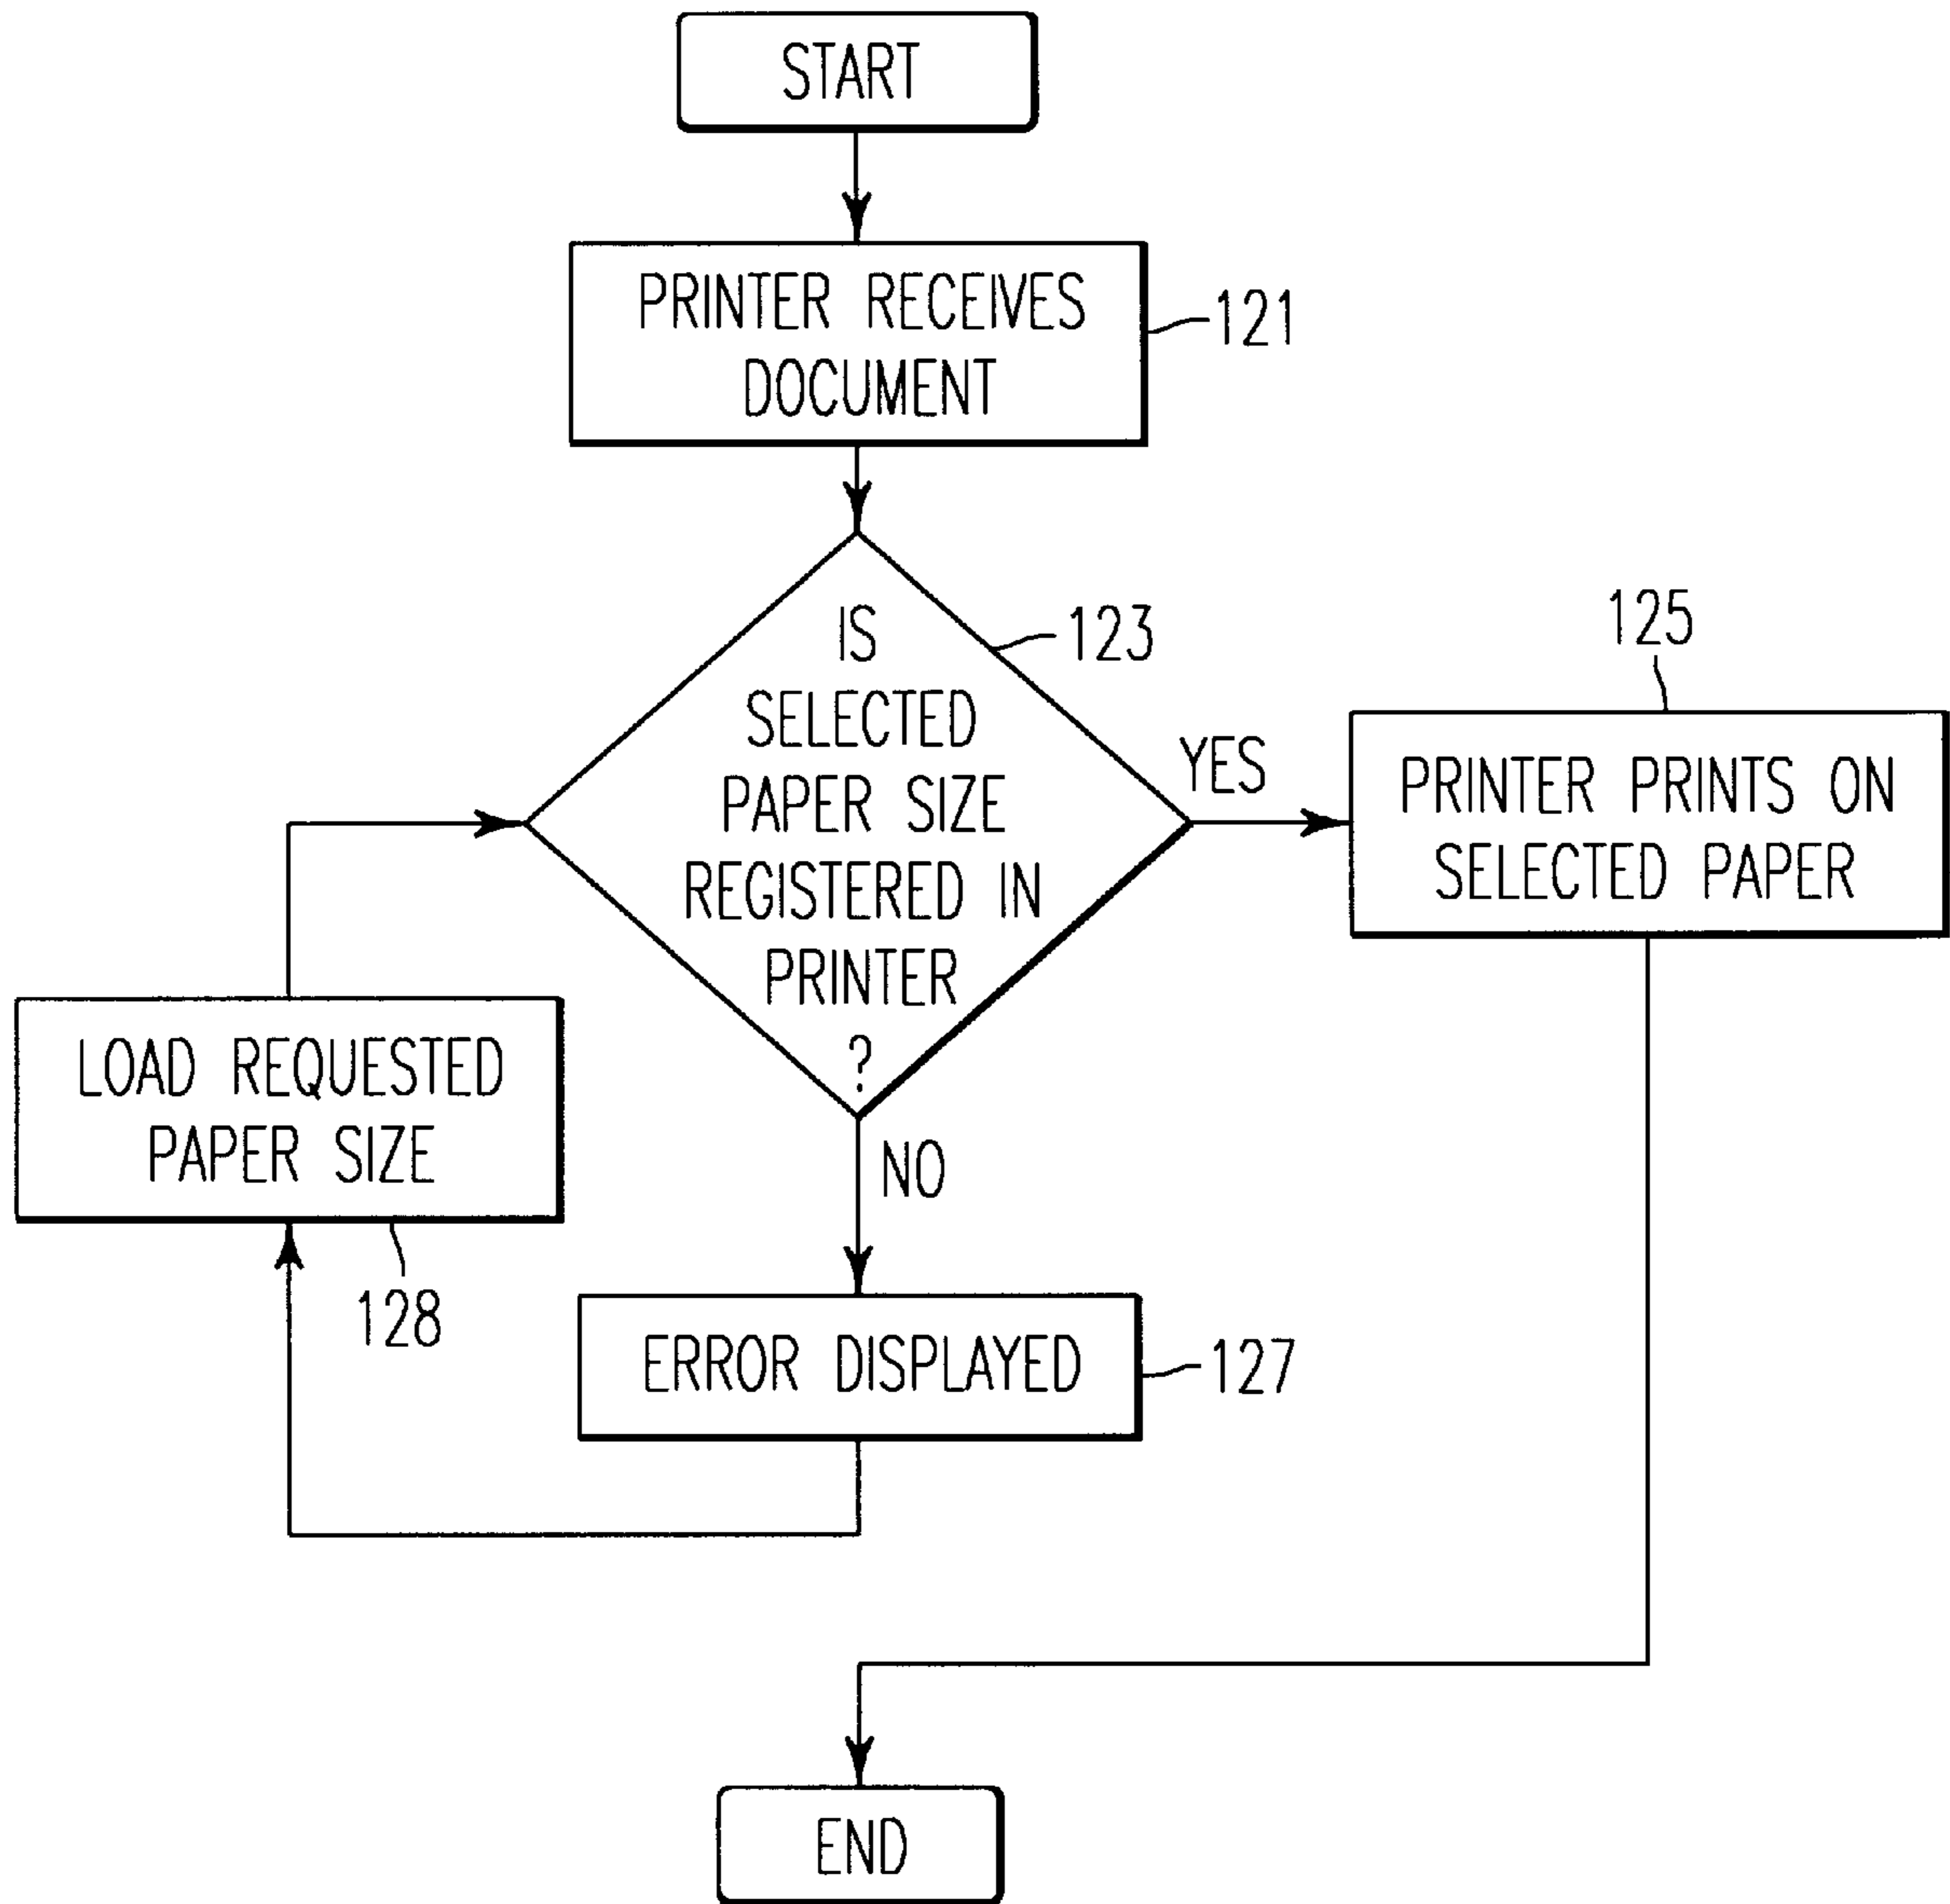 START
PRINTER RECEIVES
DOCUMENT
121
IS
SELECTED
PAPER SIZE
REGISTERED IN
PRINTER
?
123
YES
125
PRINTER PRINTS ON
SELECTED PAPER
LOAD REQUESTED
PAPER SIZE
128
NO
ERROR DISPLAYED
127
END